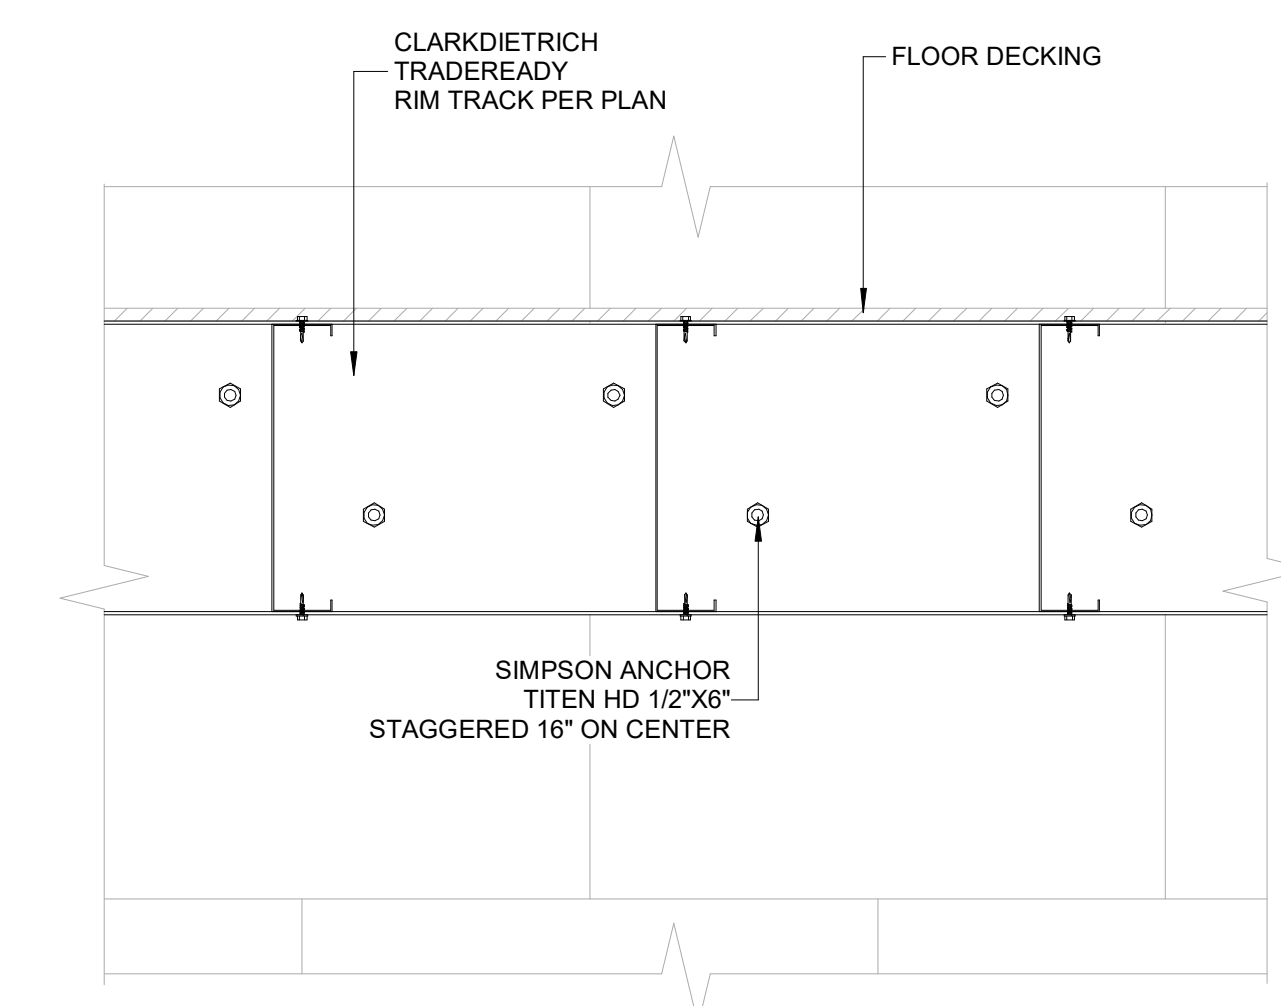 CLARKDIETRICH
TRADEREADY
RIM TRACK PER PLAN
FLOOR DECKING
SIMPSON ANCHOR
TITEN HD 1/2"X6"
STAGGERED 16" ON CENTER